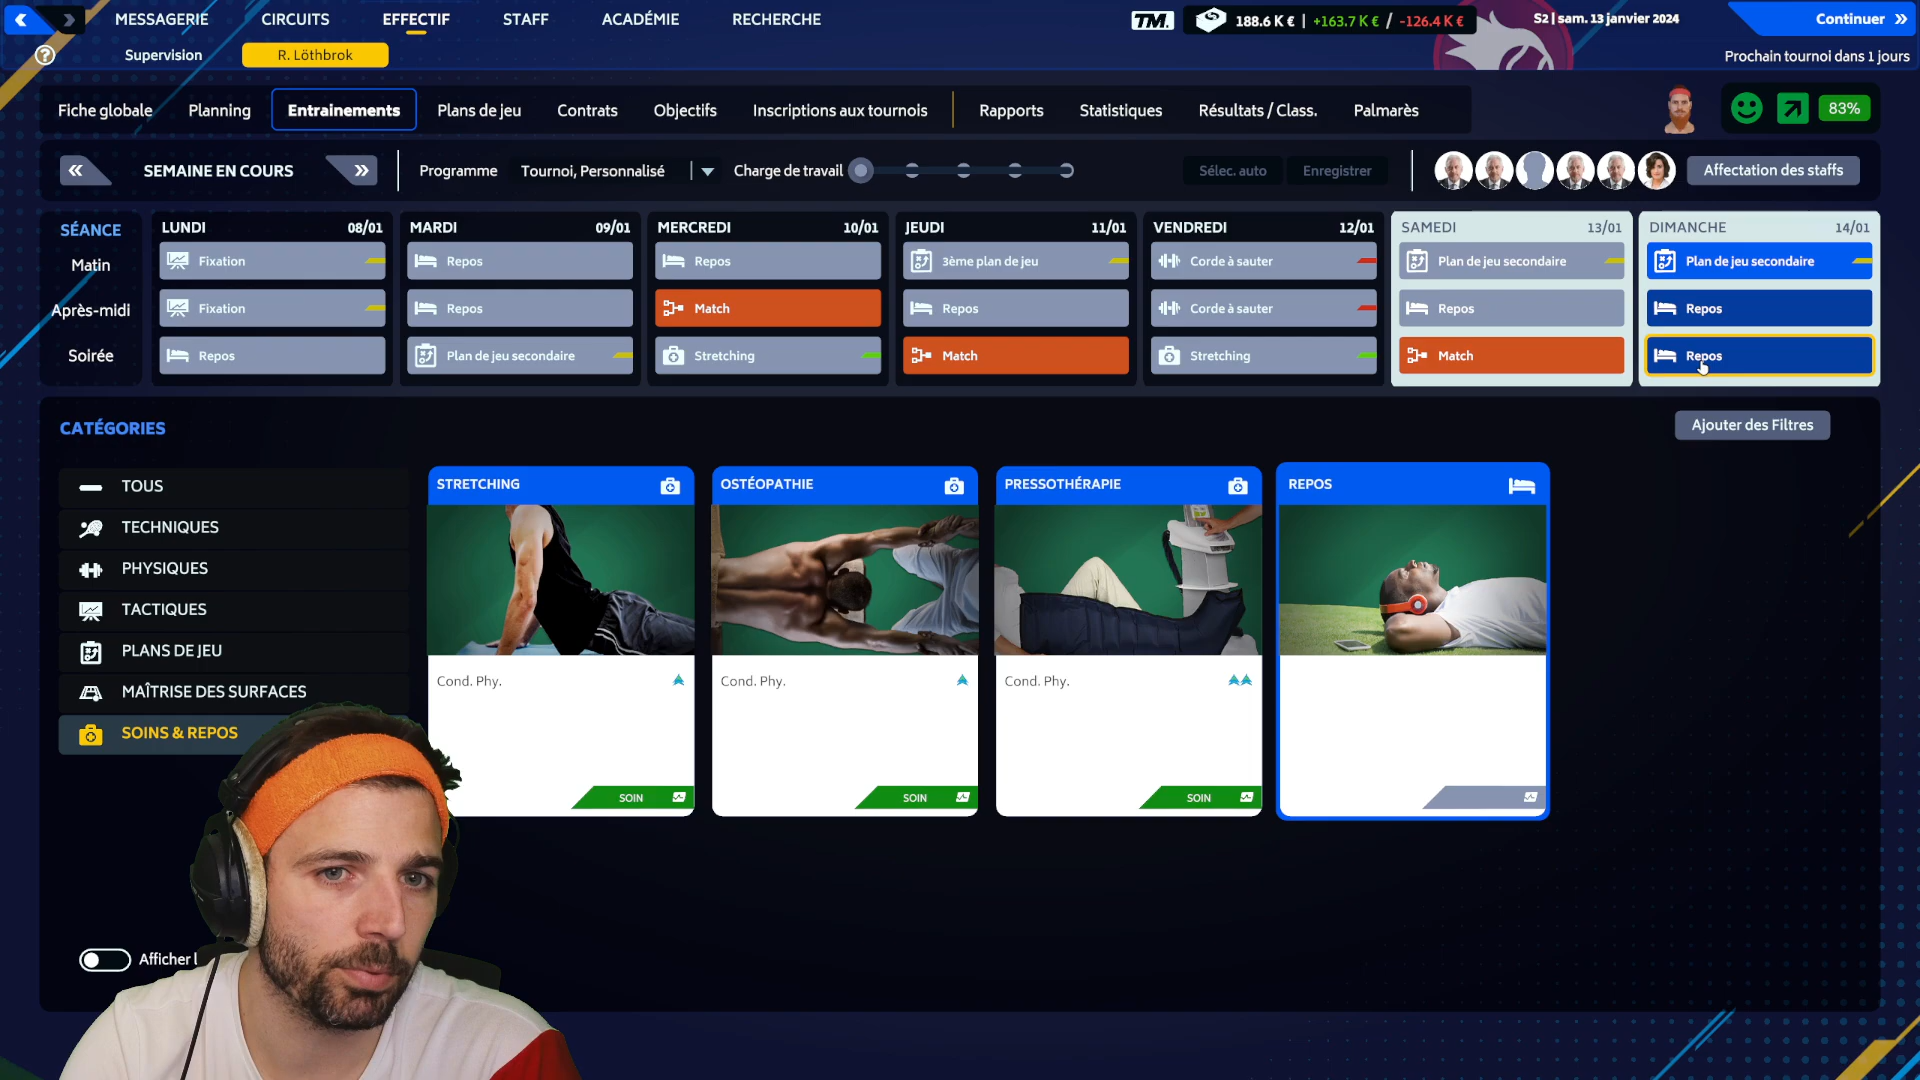 MESSAGERIE CIRCUITS EFFECTIF STAFF ACADÉMIE RECHERCHE
TM. 188.6 K € | +163.7 K € / -126.4 K €
S2 | sam. 13 janvier 2024
Continuer
Supervision R. Löthbrok
Prochain tournoi dans 1 jours
Fiche globale Planning Entrainements Plans de jeu Contrats Objectifs Inscriptions aux tournois Rapports Statistiques Résultats / Class. Palmarès 83%
SEMAINE EN COURS Programme Tournoi, Personnalisé Charge de travail Sélec. auto Enregistrer Affectation des staffs
SÉANCE LUNDI 08/01 MARDI 09/01 MERCREDI 10/01 JEUDI 11/01 VENDREDI 12/01 SAMEDI 13/01 DIMANCHE 14/01
Matin Fixation Repos Repos 3ème plan de jeu Corde à sauter Plan de jeu secondaire Plan de jeu secondaire
Après-midi Fixation Repos Match Repos Corde à sauter Repos Repos
Soirée Repos Plan de jeu secondaire Stretching Match Stretching Match Repos
CATÉGORIES
Ajouter des Filtres
TOUS
TECHNIQUES
PHYSIQUES
TACTIQUES
PLANS DE JEU
MAÎTRISE DES SURFACES
SOINS & REPOS
STRETCHING OSTÉOPATHIE PRESSOTHÉRAPIE REPOS
Cond. Phy. Cond. Phy. Cond. Phy.
SOIN SOIN SOIN
Afficher l